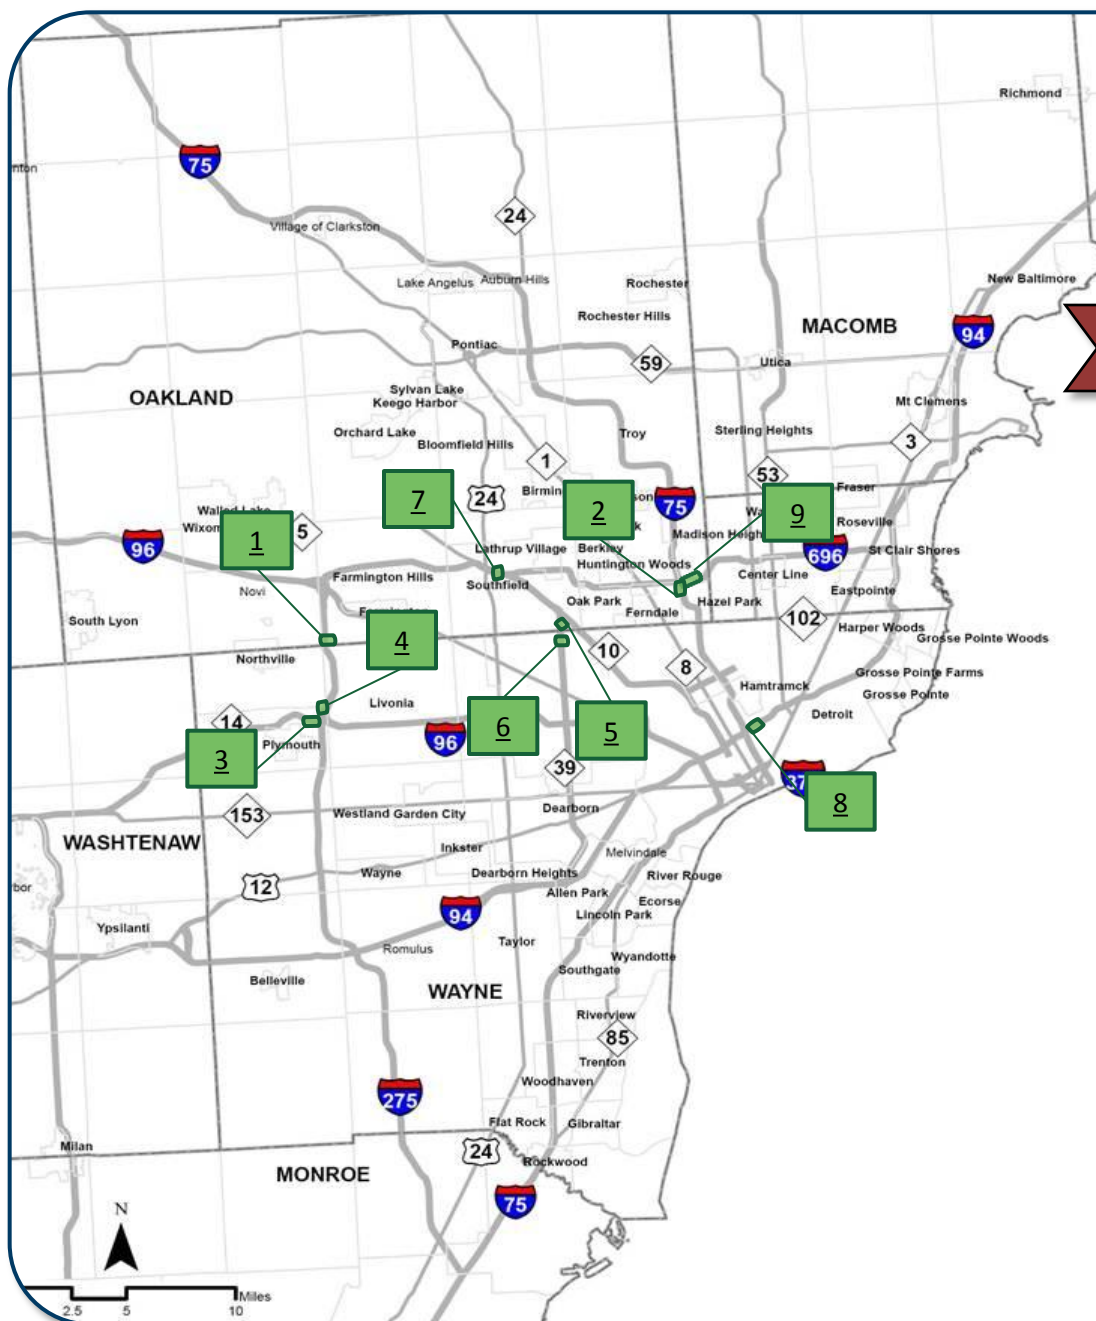 Richmond
nton
75
24
Village of Clarkston
Lake Angelus
Auburn Hills
Rochester
New Baltimore
Rochester Hills
MACOMB
94
Pontiac
59
Utica
OAKLAND
Sylvan Lake
Keego Harbor
Mt Clemens
Orchard Lake
Bloomfield Hills
Troy
Sterling Heights
3
1
53
Birmin
24
7
2
75
9
Fraser
Walled Lake
Wixom
5
1
96
Roseville
Madison Heigh
696
St Clair Shores
Lathrup Village
Berkley
Huntington Woods
Center Line
Farmington Hills
Southfield
Novi
Eastpointe
Oak Park
Hazel Park
Ferndale
102
South Lyon
Farmington
Harper Woods
Grosse Pointe Woods
4
10
8
Northville
Grosse Pointe Farms
Hamtramck
Grosse Pointe
Livonia
Detroit
14
6
5
96
Plymouth
3
39
37
8
153
Westland
Garden City
Dearborn
WASHTENAW
Inkster
Melvindale
Wayne
Dearborn Heights
River Rouge
bor
12
Allen Park
Ecorse
94
Lincoln Park
Ypsilanti
Romulus
Taylor
Wyandotte
Southgate
Belleville
WAYNE
Riverview
85
Trenton
Woodhaven
275
Flat Rock
Gibraltar
Milan
24
Rockwood
MONROE
75
N
Miles
2.5
5
10